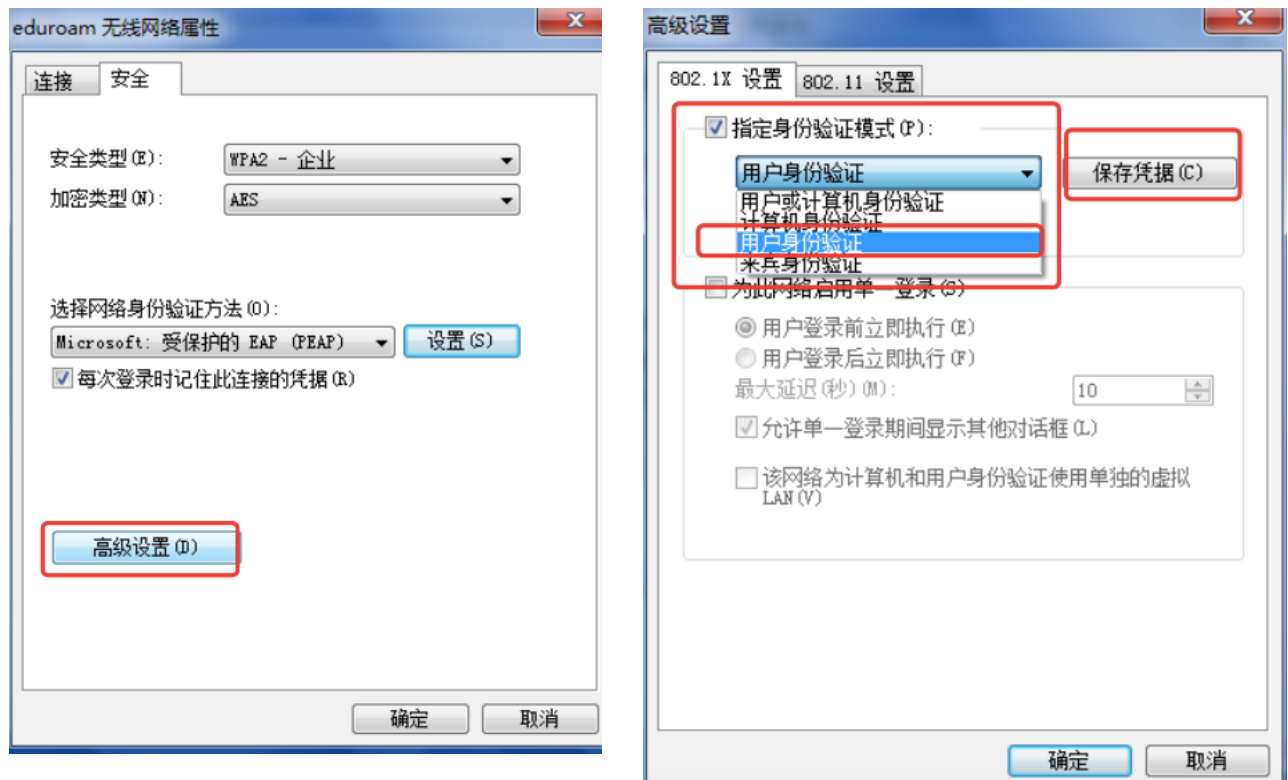 eduroam 无线网络属性
连接
安全
安全类型(E):
WPA2 - 企业
加密类型(N):
AES
选择网络身份验证方法(O):
Microsoft: 受保护的 EAP (PEAP)
设置(S)
每次登录时记住此连接的凭据(R)
高级设置(D)
确定
取消
高级设置
802.1X 设置
802.11 设置
指定身份验证模式(P):
用户身份验证
保存凭据(C)
用户或计算机身份验证
计算机身份验证
用户身份验证
来宾身份验证
为此网络启用单一登录(S)
用户登录前立即执行(E)
用户登录后立即执行(F)
最大延迟(秒)(M):
10
允许单一登录期间显示其他对话框(L)
该网络为计算机和用户身份验证使用单独的虚拟
LAN(V)
确定
取消